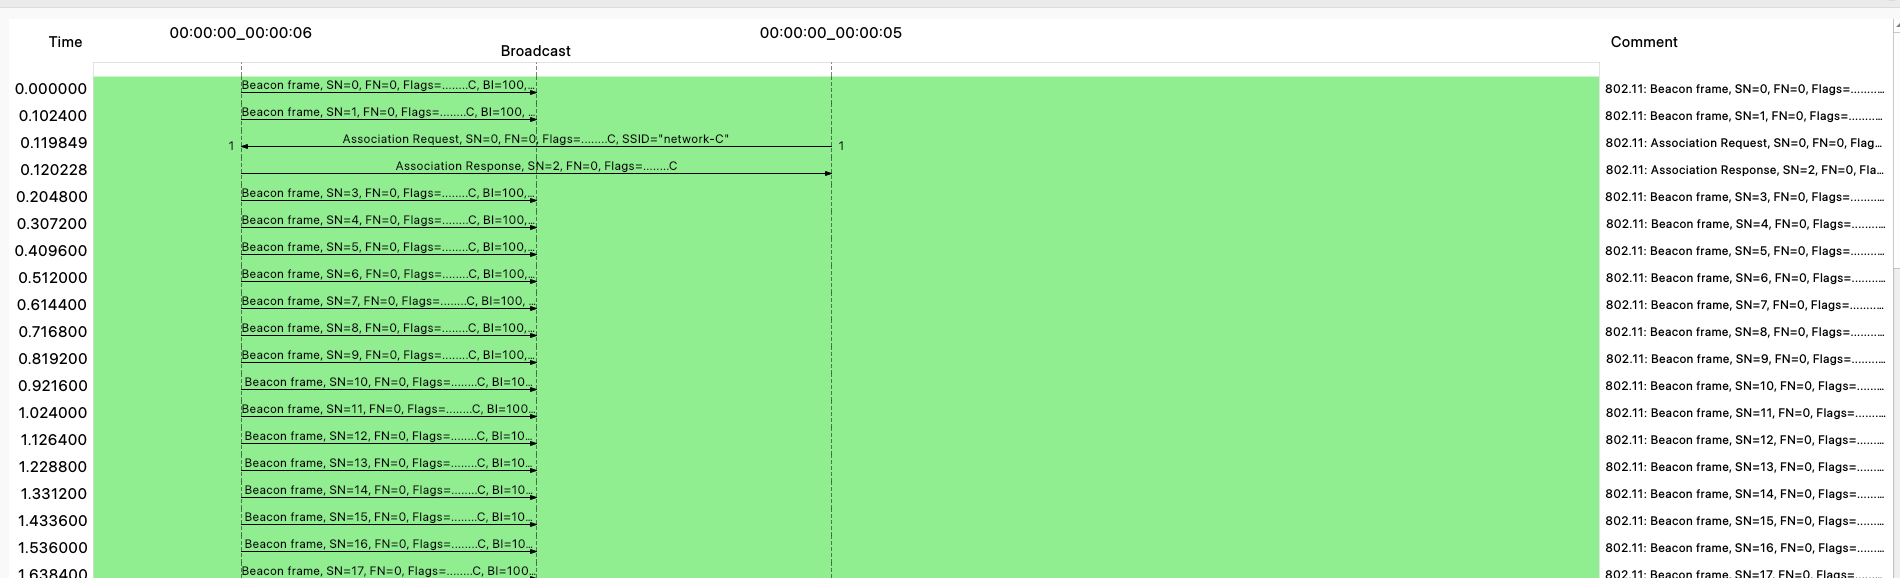 00:00:00_00:00:06 00:00:00_00:00:05
Time Broadcast Comment
0.000000 Beacon frame, SN=0, FN=0, Flags=........C, BI=100,… 802.11: Beacon frame, SN=0, FN=0, Flags=........…
0.102400 Beacon frame, SN=1, FN=0, Flags=........C, BI=100, … 802.11: Beacon frame, SN=1, FN=0, Flags=........…
0.119849 1 Association Request, SN=0, FN=0, Flags=........C, SSID="network-C" 1 802.11: Association Request, SN=0, FN=0, Flag…
0.120228 Association Response, SN=2, FN=0, Flags=........C 802.11: Association Response, SN=2, FN=0, Fla…
0.204800 Beacon frame, SN=3, FN=0, Flags=........C, BI=100,… 802.11: Beacon frame, SN=3, FN=0, Flags=........…
0.307200 Beacon frame, SN=4, FN=0, Flags=........C, BI=100,… 802.11: Beacon frame, SN=4, FN=0, Flags=........…
0.409600 Beacon frame, SN=5, FN=0, Flags=........C, BI=100,… 802.11: Beacon frame, SN=5, FN=0, Flags=........…
0.512000 Beacon frame, SN=6, FN=0, Flags=........C, BI=100,… 802.11: Beacon frame, SN=6, FN=0, Flags=........…
0.614400 Beacon frame, SN=7, FN=0, Flags=........C, BI=100, … 802.11: Beacon frame, SN=7, FN=0, Flags=........…
0.716800 Beacon frame, SN=8, FN=0, Flags=........C, BI=100,… 802.11: Beacon frame, SN=8, FN=0, Flags=........…
0.819200 Beacon frame, SN=9, FN=0, Flags=........C, BI=100,… 802.11: Beacon frame, SN=9, FN=0, Flags=........…
0.921600 Beacon frame, SN=10, FN=0, Flags=........C, BI=10… 802.11: Beacon frame, SN=10, FN=0, Flags=......…
1.024000 Beacon frame, SN=11, FN=0, Flags=........C, BI=100… 802.11: Beacon frame, SN=11, FN=0, Flags=.......…
1.126400 Beacon frame, SN=12, FN=0, Flags=........C, BI=10… 802.11: Beacon frame, SN=12, FN=0, Flags=......…
1.228800 Beacon frame, SN=13, FN=0, Flags=........C, BI=10… 802.11: Beacon frame, SN=13, FN=0, Flags=......…
1.331200 Beacon frame, SN=14, FN=0, Flags=........C, BI=10… 802.11: Beacon frame, SN=14, FN=0, Flags=......…
1.433600 Beacon frame, SN=15, FN=0, Flags=........C, BI=10… 802.11: Beacon frame, SN=15, FN=0, Flags=......…
1.536000 Beacon frame, SN=16, FN=0, Flags=........C, BI=10… 802.11: Beacon frame, SN=16, FN=0, Flags=......…
1.638400 Beacon frame, SN=17, FN=0, Flags=........C, BI=100… 802.11: Beacon frame, SN=17, FN=0, Flags=......…